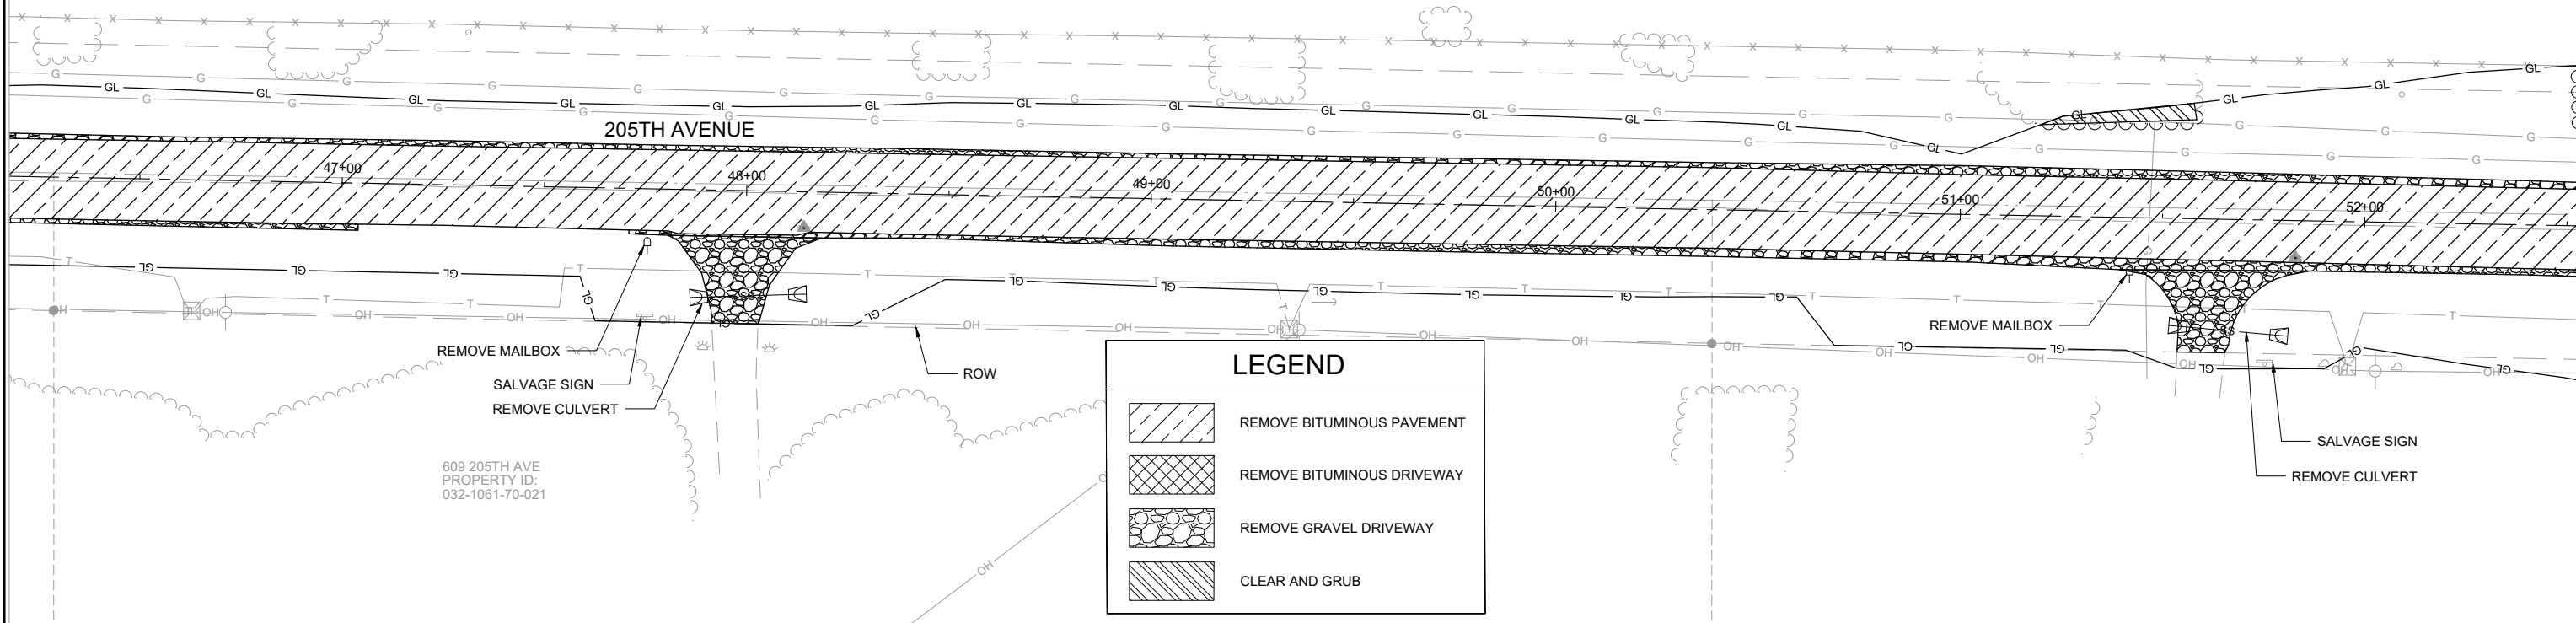 205TH AVENUE
47+00
48+00
49+00
50+00
51+00
52+00
REMOVE MAILBOX
SALVAGE SIGN
REMOVE CULVERT
ROW
609 205TH AVE
PROPERTY ID:
032-1061-70-021
LEGEND
REMOVE BITUMINOUS PAVEMENT
REMOVE BITUMINOUS DRIVEWAY
REMOVE GRAVEL DRIVEWAY
CLEAR AND GRUB
REMOVE MAILBOX
SALVAGE SIGN
REMOVE CULVERT